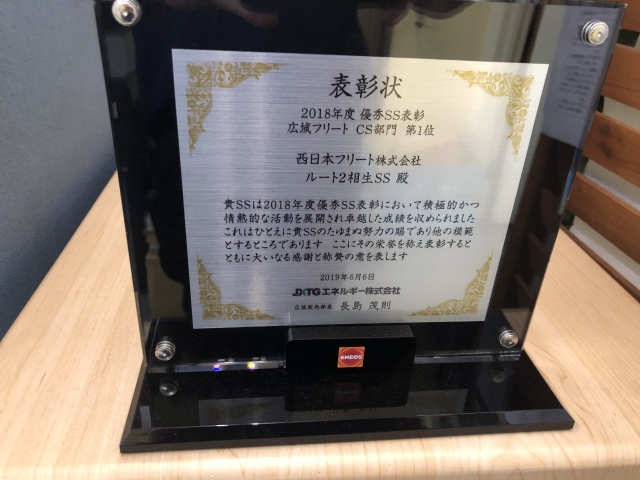 表彰状
2018年度 優秀SS表彰
広域フリート CS部門 第1位
西日本フリート株式会社
ルート2相生SS 殿
貴SSは2018年度優秀SS表彰において積極的かつ
情熱的な活動を展開され卓越した成績を収められました
これはひとえに貴SSのたゆまぬ努力の賜であり他の模範
とするところであります ここにその栄誉を称え表彰すると
ともに大いなる感謝と称賛の意を表します
2019年6月6日
JXTGエネルギー株式会社
広域販売部長 長島 茂則
ENEOS